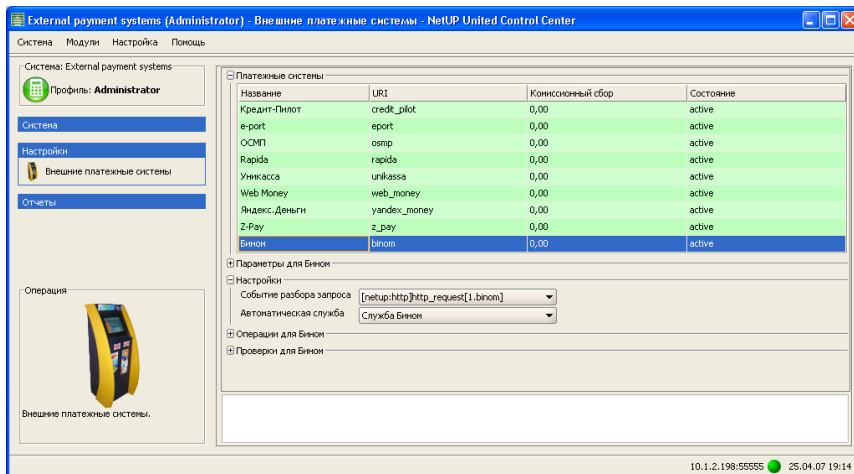 External payment systems (Administrator) - Внешние платежные системы - NetUP United Control Center
Система Модули Настройка Помощь
Система: External payment systems
Профиль: Administrator
Система
Настройки
Внешние платежные системы
Отчеты
Операция
Внешние платежные системы.
Платежные системы
Название URI Комиссионный сбор Состояние
Кредит-Пилот credit_pilot 0,00 active
e-port eport 0,00 active
ОСМП osmp 0,00 active
Rapida rapida 0,00 active
Уникасса unikassa 0,00 active
Web Money web_money 0,00 active
Яндекс.Деньги yandex_money 0,00 active
Z-Pay z_pay 0,00 active
Бином binom 0,00 active
Параметры для Бином
Настройки
Событие разбора запроса [netup:http]http_request[1.binom]
Автоматическая служба Служба Бином
Операции для Бином
Проверки для Бином
10.1.2.198:55555 25.04.07 19:14